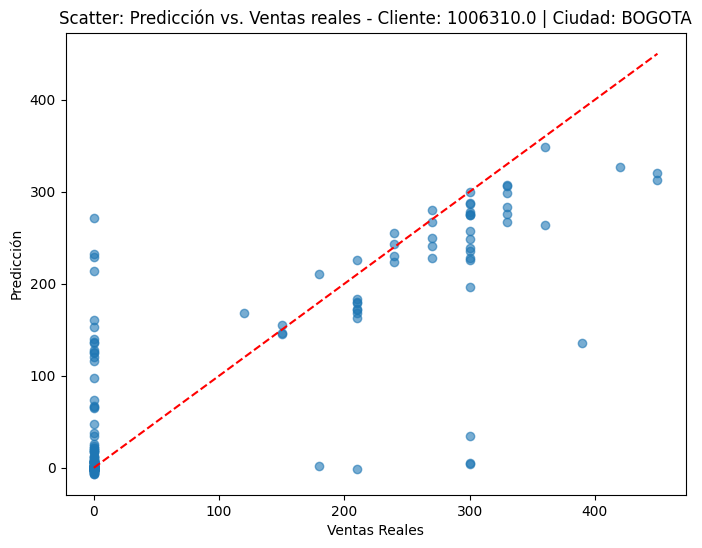 Scatter: Predicción vs. Ventas reales - Cliente: 1006310.0 | Ciudad: BOGOTA
Predicción
400
300
200
100
0
0 100 200 300 400
Ventas Reales